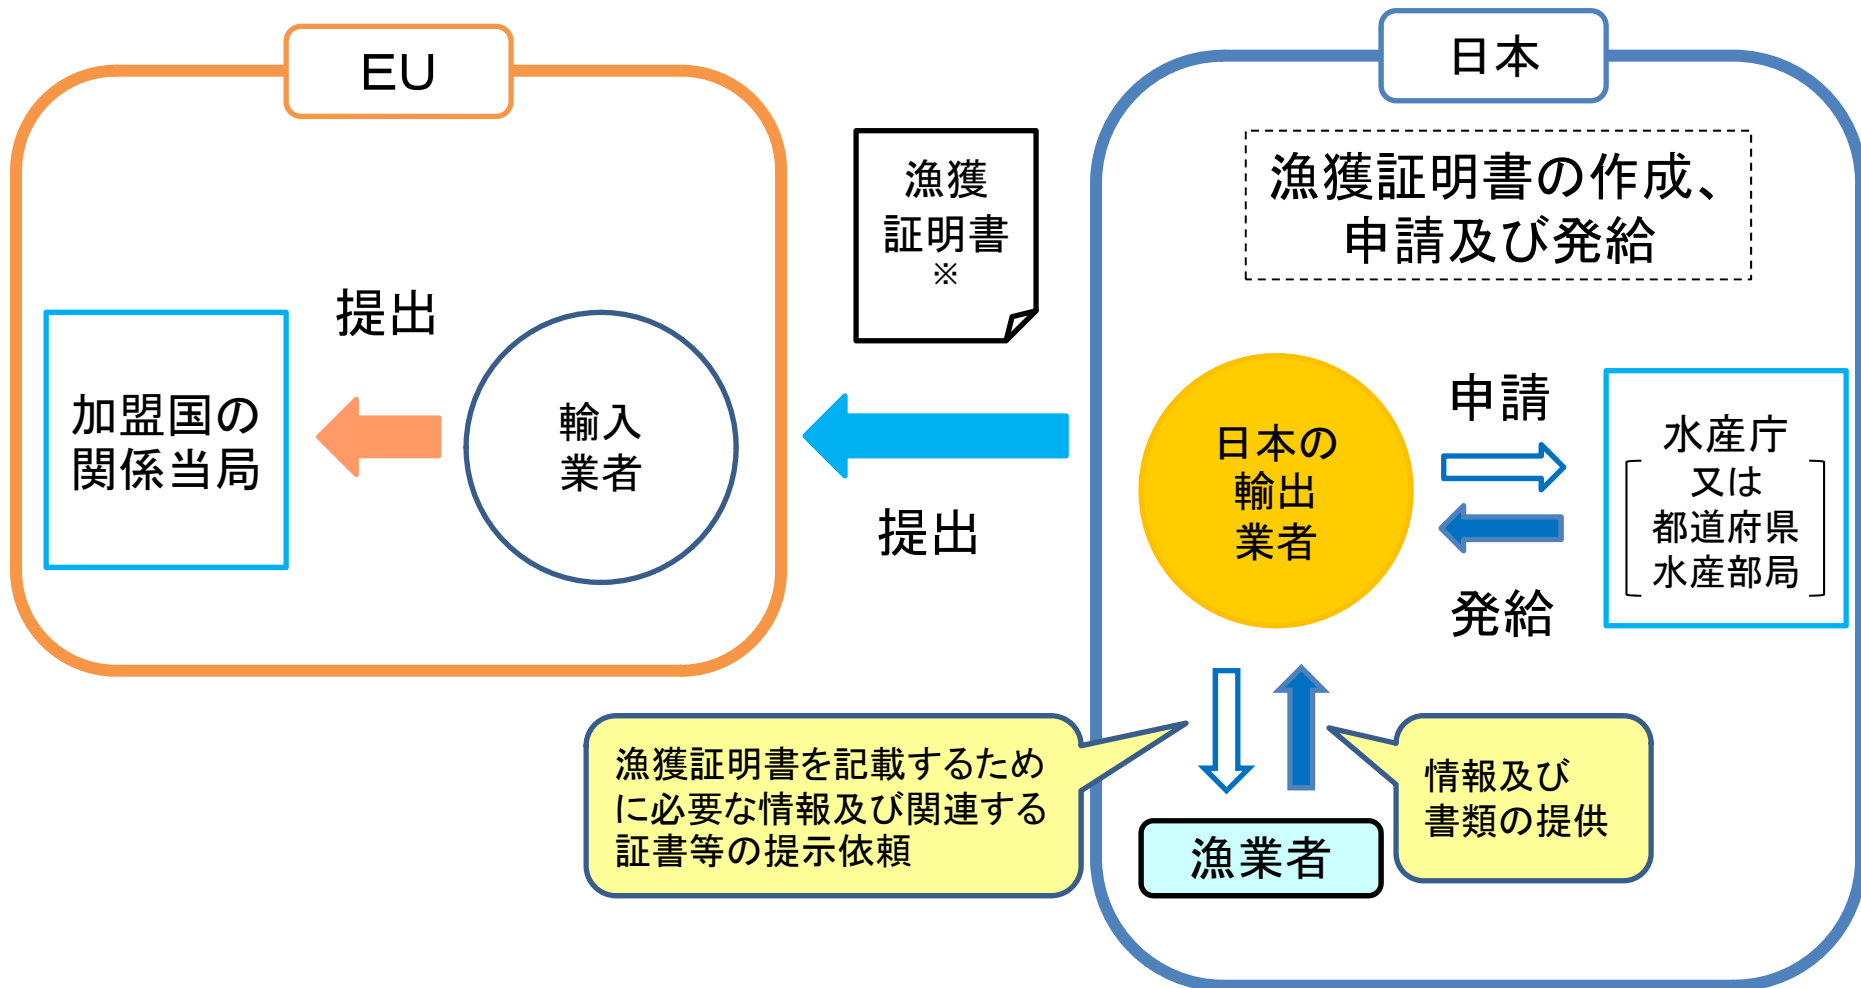 EU
日本
漁獲証明書の作成、
申請及び発給
漁獲
証明書
※
提出
加盟国の
関係当局
輸入
業者
提出
日本の
輸出
業者
申請
発給
水産庁
又は
都道府県
水産部局
漁獲証明書を記載するため
に必要な情報及び関連する
証書等の提示依頼
情報及び
書類の提供
漁業者